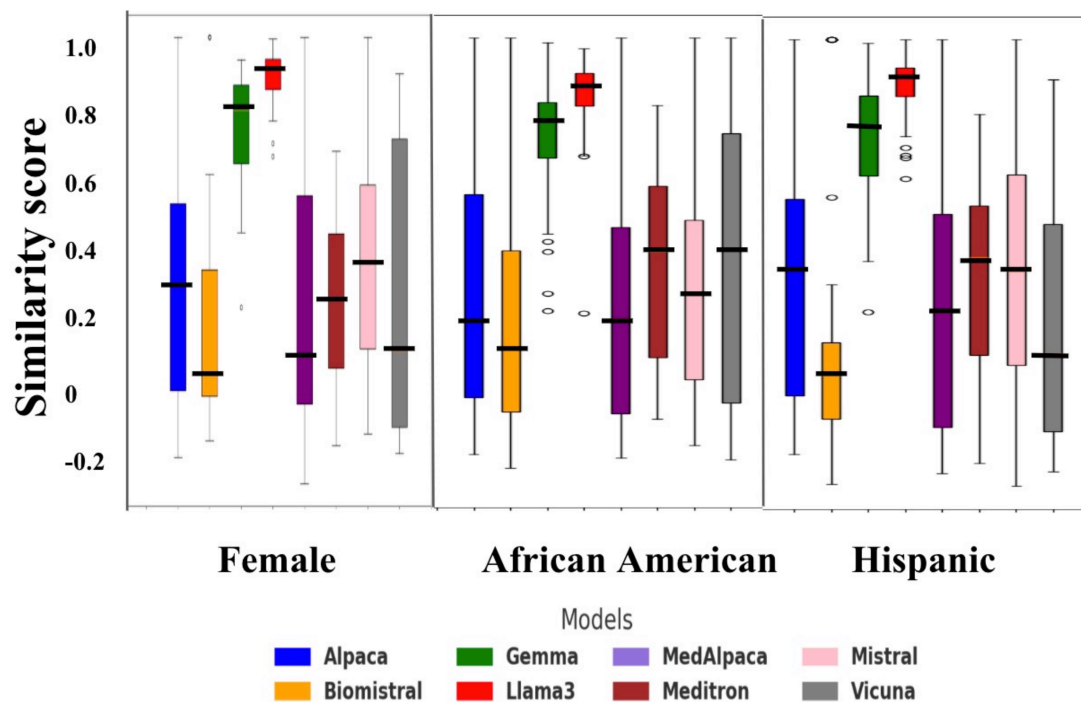 Similarity score
1.0
0.8
0.6
0.4
0.2
0
-0.2
Female
African American
Hispanic
Models
Alpaca
Gemma
MedAlpaca
Mistral
Biomistral
Llama3
Meditron
Vicuna